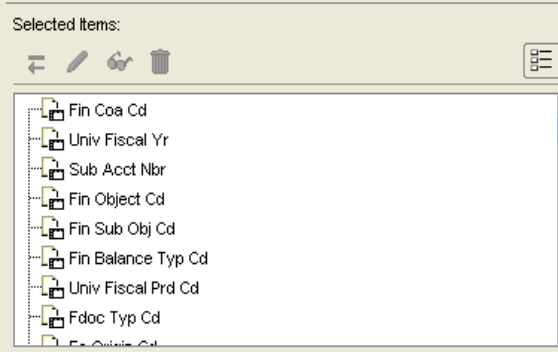 Selected Items:
Fin Coa Cd
Univ Fiscal Yr
Sub Acct Nbr
Fin Object Cd
Fin Sub Obj Cd
Fin Balance Typ Cd
Univ Fiscal Prd Cd
Fdoc Typ Cd